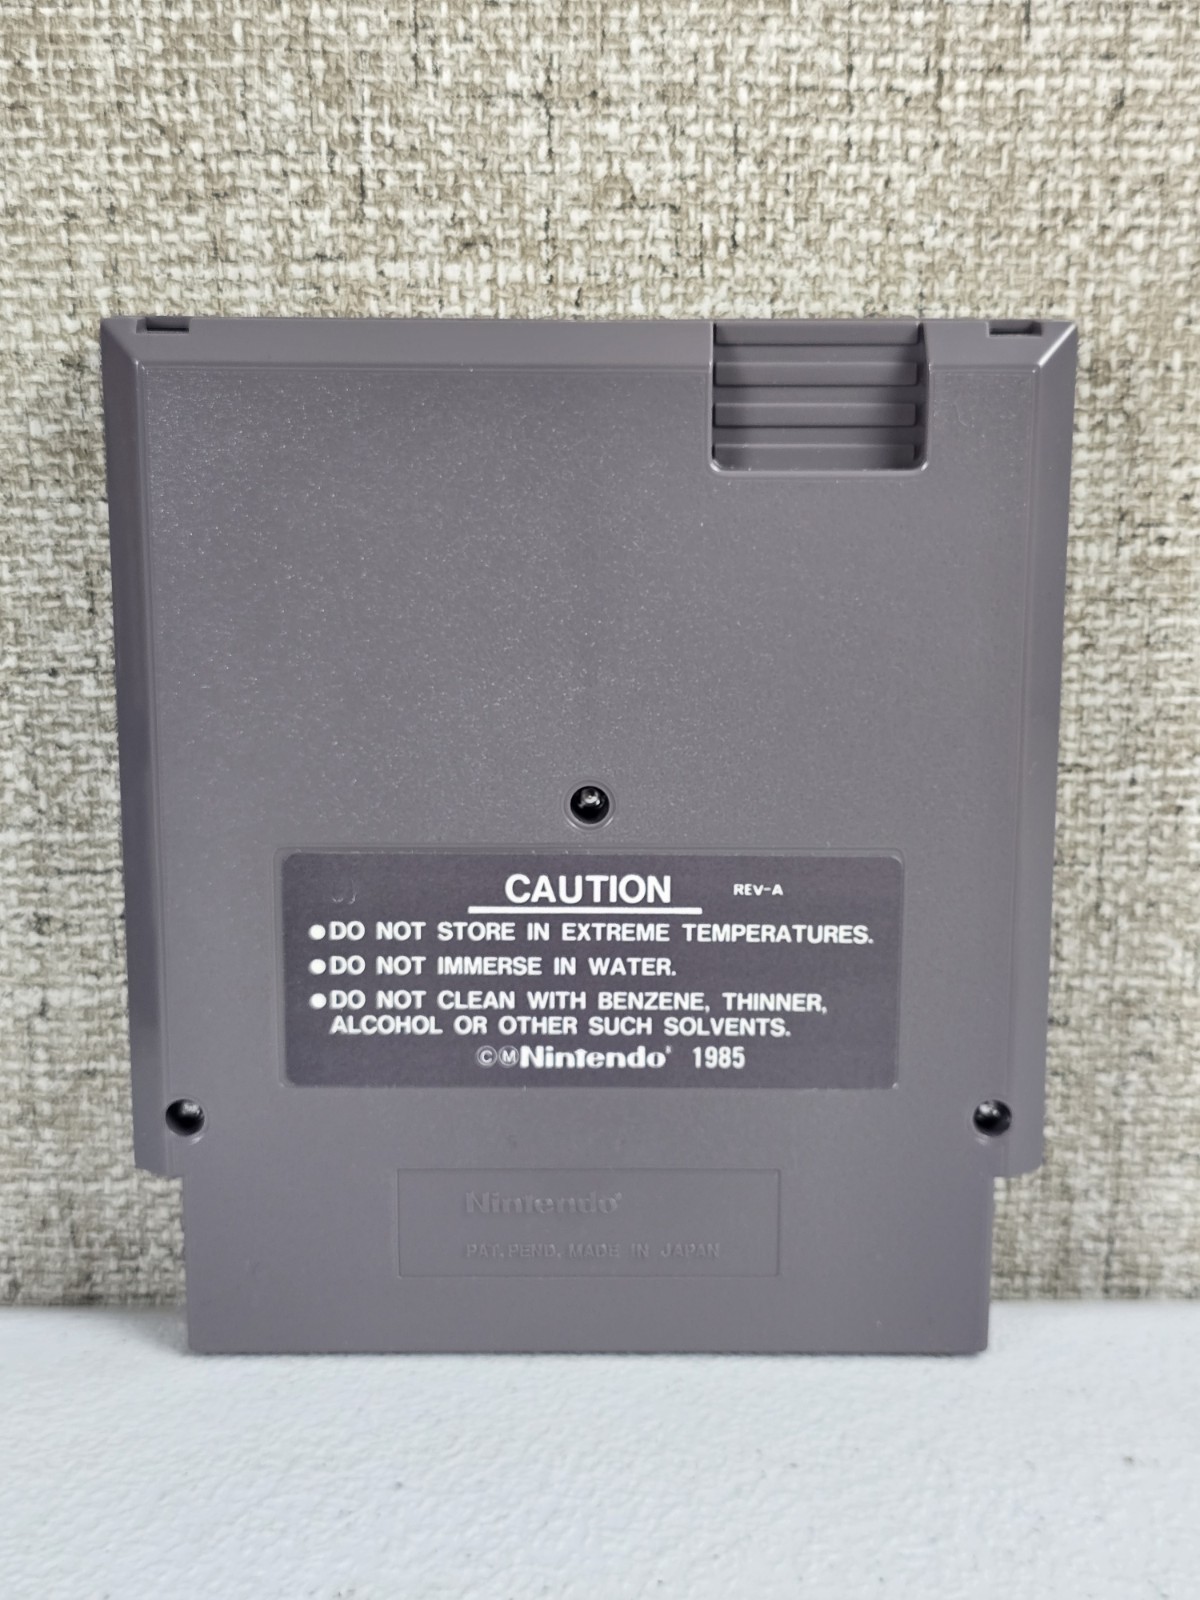 CAUTION REV-A
●DO NOT STORE IN EXTREME TEMPERATURES.
●DO NOT IMMERSE IN WATER.
●DO NOT CLEAN WITH BENZENE, THINNER,
ALCOHOL OR OTHER SUCH SOLVENTS.
©ⓂNintendo® 1985
Nintendo®
PAT.PEND. MADE IN JAPAN